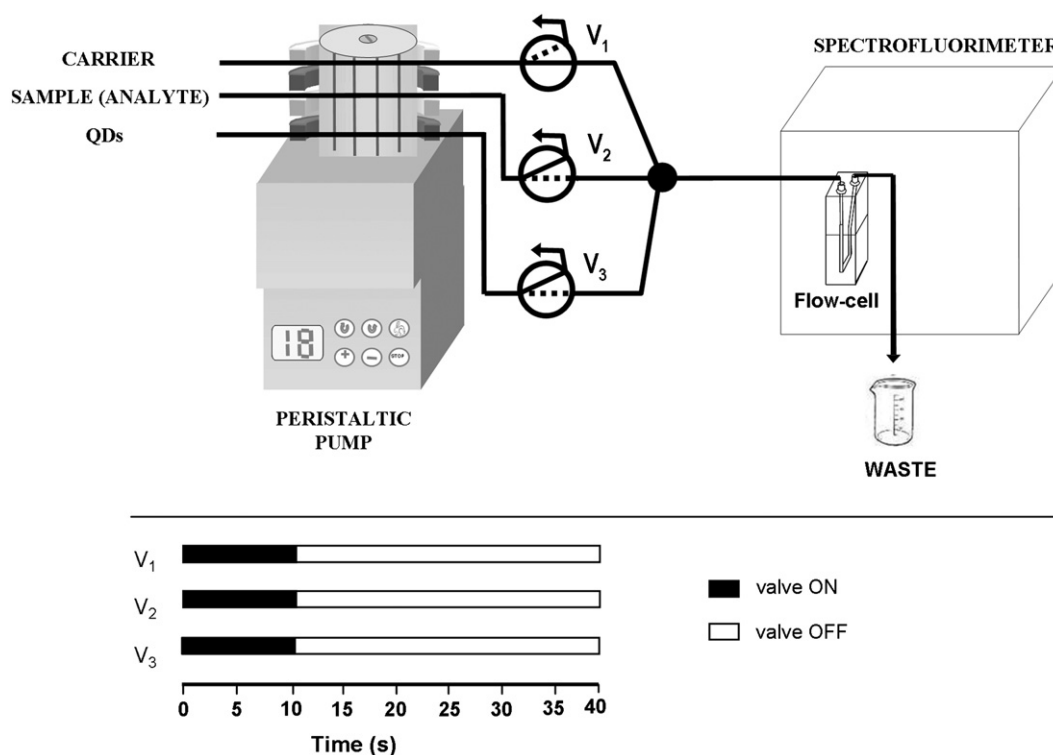 CARRIER
SAMPLE (ANALYTE)
QDs
V1
V2
V3
SPECTROFLUORIMETER
Flow-cell
18
+
−
STOP
PERISTALTIC
PUMP
WASTE
V1
V2
V3
valve ON
valve OFF
0 5 10 15 20 25 30 35 40
Time (s)